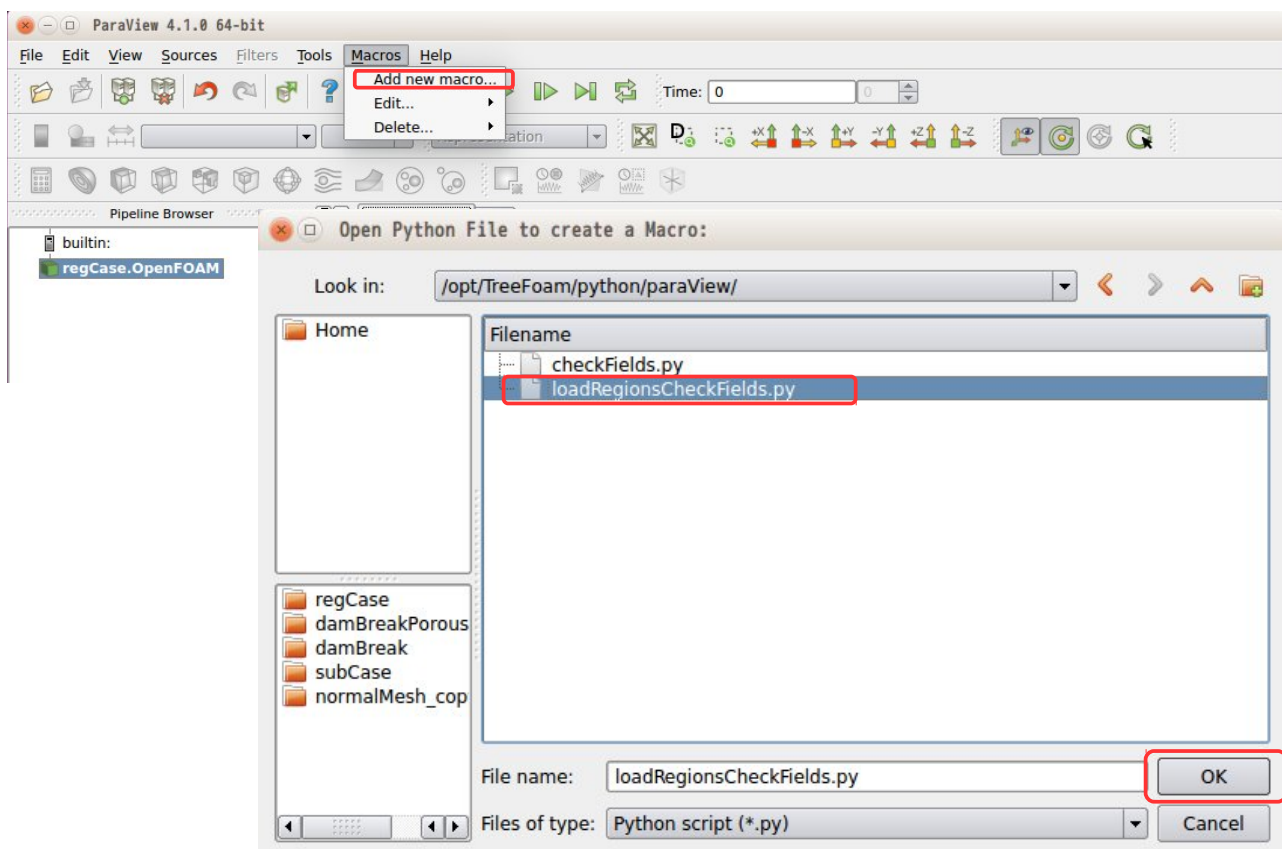 ParaView 4.1.0 64-bit
File Edit View Sources Filters Tools Macros Help
Add new macro...
Edit...
Delete...
Time: 0 0
Pipeline Browser
builtin:
regCase.OpenFOAM
Open Python File to create a Macro:
Look in: /opt/TreeFoam/python/paraView/
Home
Filename
checkFields.py
loadRegionsCheckFields.py
regCase
damBreakPorous
damBreak
subCase
normalMesh_cop
File name: loadRegionsCheckFields.py OK
Files of type: Python script (*.py) Cancel